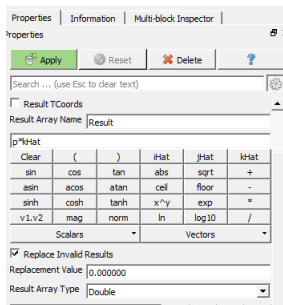 Properties Information Multi-block Inspector
Properties
Apply Reset Delete ?
Search ... (use Esc to clear text)
Result TCoords
Result Array Name Result
p*kHat
Clear ( ) iHat jHat kHat
sin cos tan abs sqrt +
asin acos atan ceil floor -
sinh cosh tanh x^y exp *
v1.v2 mag norm ln log10 /
Scalars Vectors
Replace Invalid Results
Replacement Value 0.000000
Result Array Type Double